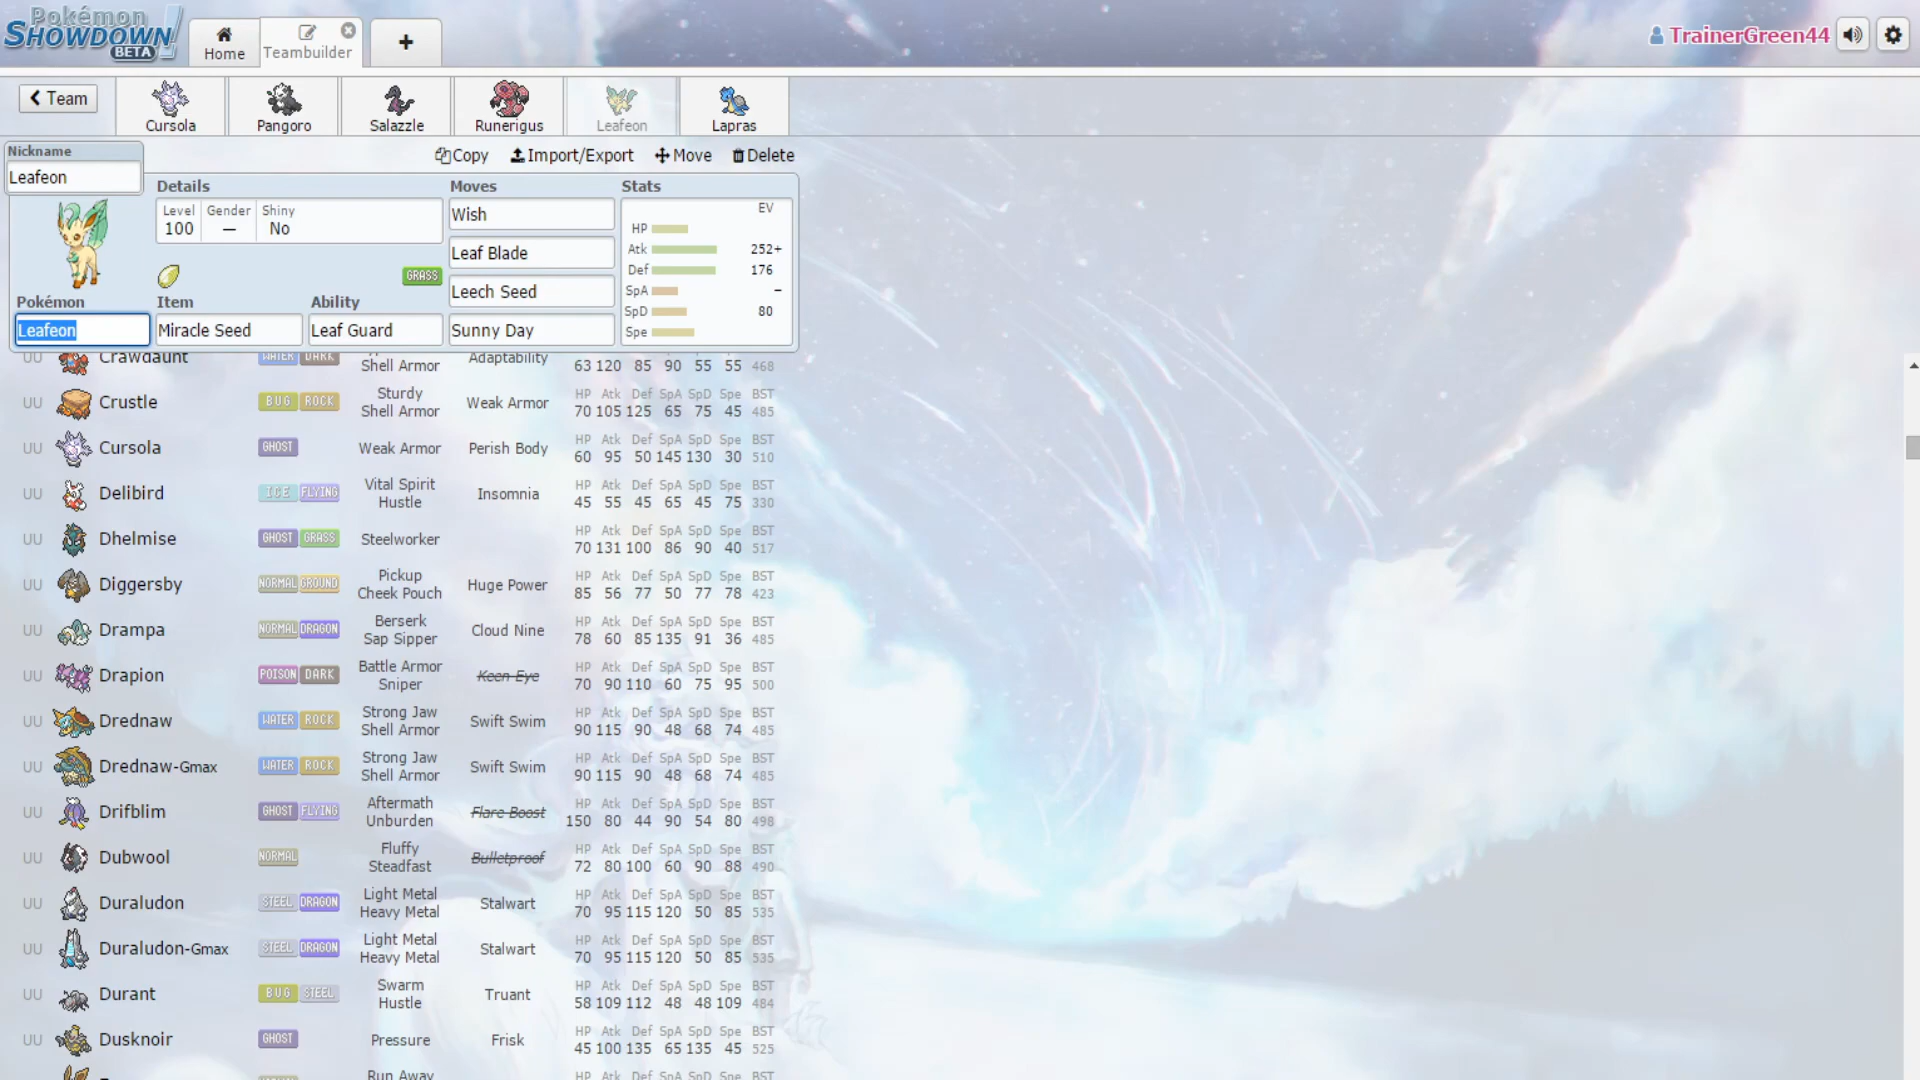 Pokémon
SHOWDOWN!
BETA
Home
Teambuilder
+
TrainerGreen44
Team
Cursola
Pangoro
Salazzle
Runerigus
Leafeon
Lapras
Copy Import/Export Move Delete
Nickname
Leafeon
Details
Level Gender Shiny
100 — No
GRASS
Pokémon Item Ability
Leafeon Miracle Seed Leaf Guard
Moves
Wish
Leaf Blade
Leech Seed
Sunny Day
Stats
EV
HP
Atk 252+
Def 176
SpA –
SpD 80
Spe
UU Crawdaunt WATER DARK Shell Armor Adaptability 63 120 85 90 55 55 468
HP Atk Def SpA SpD Spe BST
UU Crustle BUG ROCK Sturdy Shell Armor Weak Armor 70 105 125 65 75 45 485
HP Atk Def SpA SpD Spe BST
UU Cursola GHOST Weak Armor Perish Body 60 95 50 145 130 30 510
HP Atk Def SpA SpD Spe BST
UU Delibird ICE FLYING Vital Spirit Hustle Insomnia 45 55 45 65 45 75 330
HP Atk Def SpA SpD Spe BST
UU Dhelmise GHOST GRASS Steelworker 70 131 100 86 90 40 517
HP Atk Def SpA SpD Spe BST
UU Diggersby NORMAL GROUND Pickup Cheek Pouch Huge Power 85 56 77 50 77 78 423
HP Atk Def SpA SpD Spe BST
UU Drampa NORMAL DRAGON Berserk Sap Sipper Cloud Nine 78 60 85 135 91 36 485
HP Atk Def SpA SpD Spe BST
UU Drapion POISON DARK Battle Armor Sniper Keen Eye 70 90 110 60 75 95 500
HP Atk Def SpA SpD Spe BST
UU Drednaw WATER ROCK Strong Jaw Shell Armor Swift Swim 90 115 90 48 68 74 485
HP Atk Def SpA SpD Spe BST
UU Drednaw-Gmax WATER ROCK Strong Jaw Shell Armor Swift Swim 90 115 90 48 68 74 485
HP Atk Def SpA SpD Spe BST
UU Drifblim GHOST FLYING Aftermath Unburden Flare Boost 150 80 44 90 54 80 498
HP Atk Def SpA SpD Spe BST
UU Dubwool NORMAL Fluffy Steadfast Bulletproof 72 80 100 60 90 88 490
HP Atk Def SpA SpD Spe BST
UU Duraludon STEEL DRAGON Light Metal Heavy Metal Stalwart 70 95 115 120 50 85 535
HP Atk Def SpA SpD Spe BST
UU Duraludon-Gmax STEEL DRAGON Light Metal Heavy Metal Stalwart 70 95 115 120 50 85 535
HP Atk Def SpA SpD Spe BST
UU Durant BUG STEEL Swarm Hustle Truant 58 109 112 48 48 109 484
HP Atk Def SpA SpD Spe BST
UU Dusknoir GHOST Pressure Frisk 45 100 135 65 135 45 525
Run Away HP Atk Def SpA SpD Spe BST